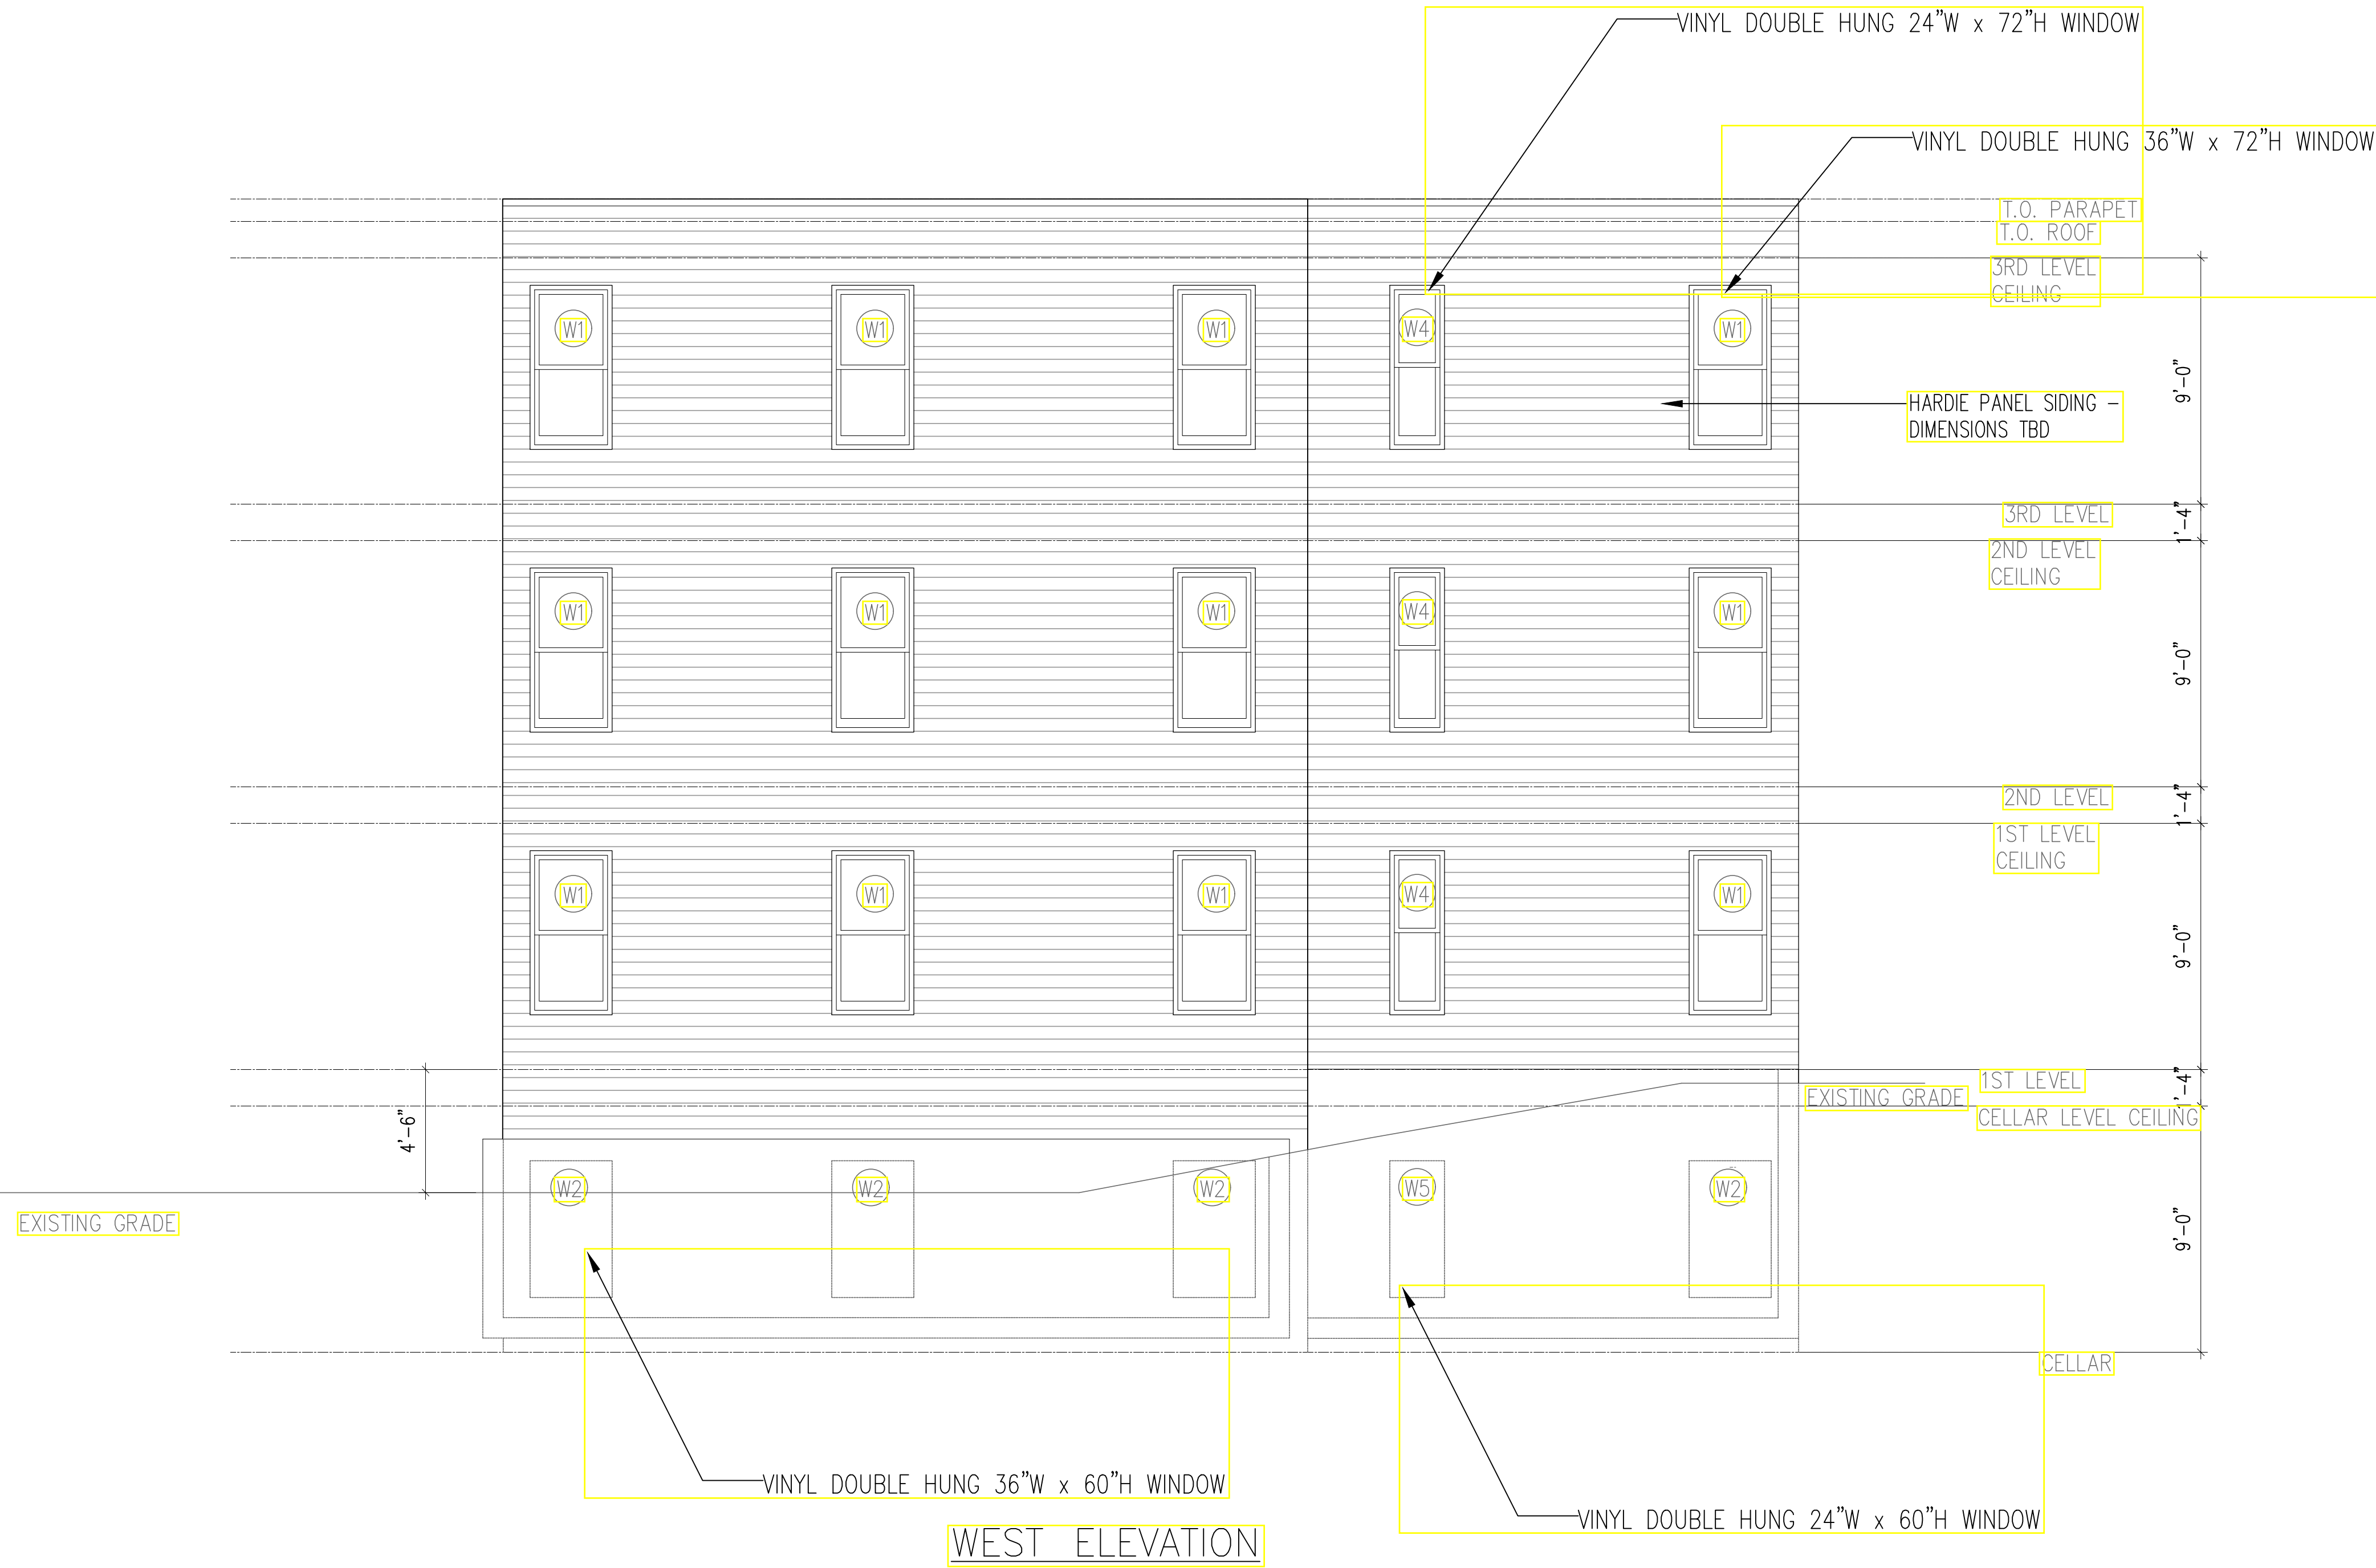 VINYL DOUBLE HUNG 24"W x 72"H WINDOW
VINYL DOUBLE HUNG 36"W x 72"H WINDOW
T.O. PARAPET
T.O. ROOF
3RD LEVEL
CEILING
W1 W1 W1 W4 W1
9'-0"
HARDIE PANEL SIDING -
DIMENSIONS TBD
3RD LEVEL
1'-4"
2ND LEVEL
CEILING
W1 W1 W1 W4 W1
9'-0"
2ND LEVEL
1'-4"
1ST LEVEL
CEILING
W1 W1 W1 W4 W1
9'-0"
1ST LEVEL
1'-4"
EXISTING GRADE
CELLAR LEVEL CEILING
4'-6"
W2 W2 W2 W5 W2
EXISTING GRADE
9'-0"
CELLAR
VINYL DOUBLE HUNG 36"W x 60"H WINDOW
VINYL DOUBLE HUNG 24"W x 60"H WINDOW
WEST ELEVATION